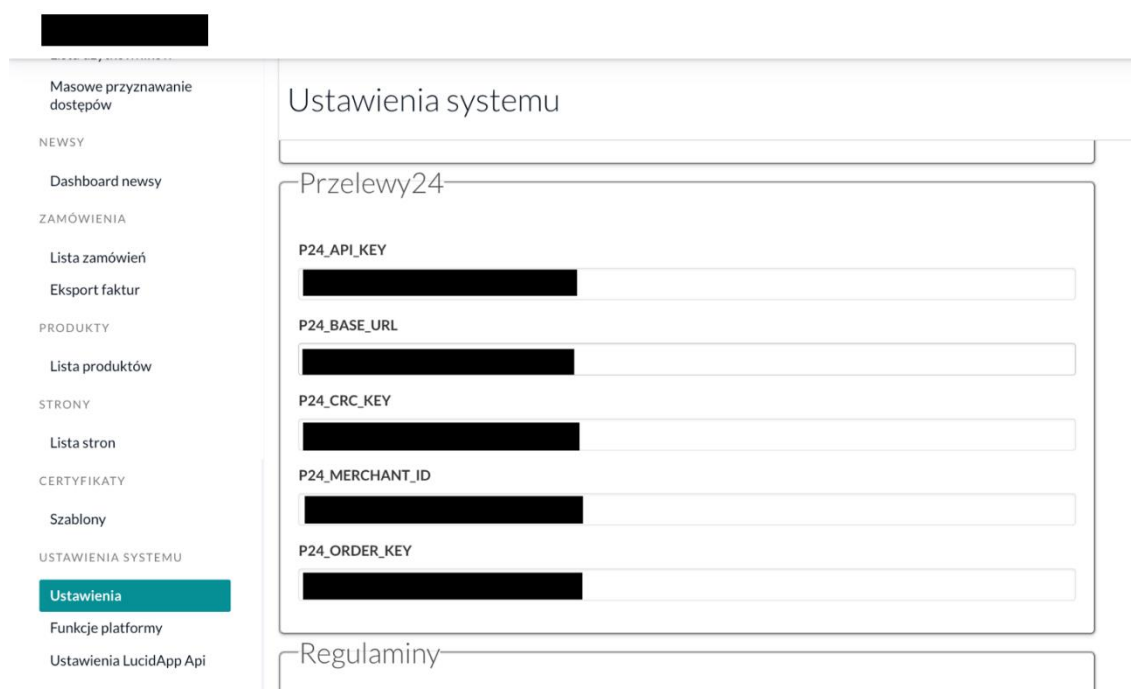 Masowe przyznawanie
dostępów
NEWSY
Dashboard newsy
ZAMÓWIENIA
Lista zamówień
Eksport faktur
PRODUKTY
Lista produktów
STRONY
Lista stron
CERTYFIKATY
Szablony
USTAWIENIA SYSTEMU
Ustawienia
Funkcje platformy
Ustawienia LucidApp Api
Ustawienia systemu
Przelewy24
P24_API_KEY
P24_BASE_URL
P24_CRC_KEY
P24_MERCHANT_ID
P24_ORDER_KEY
Regulaminy